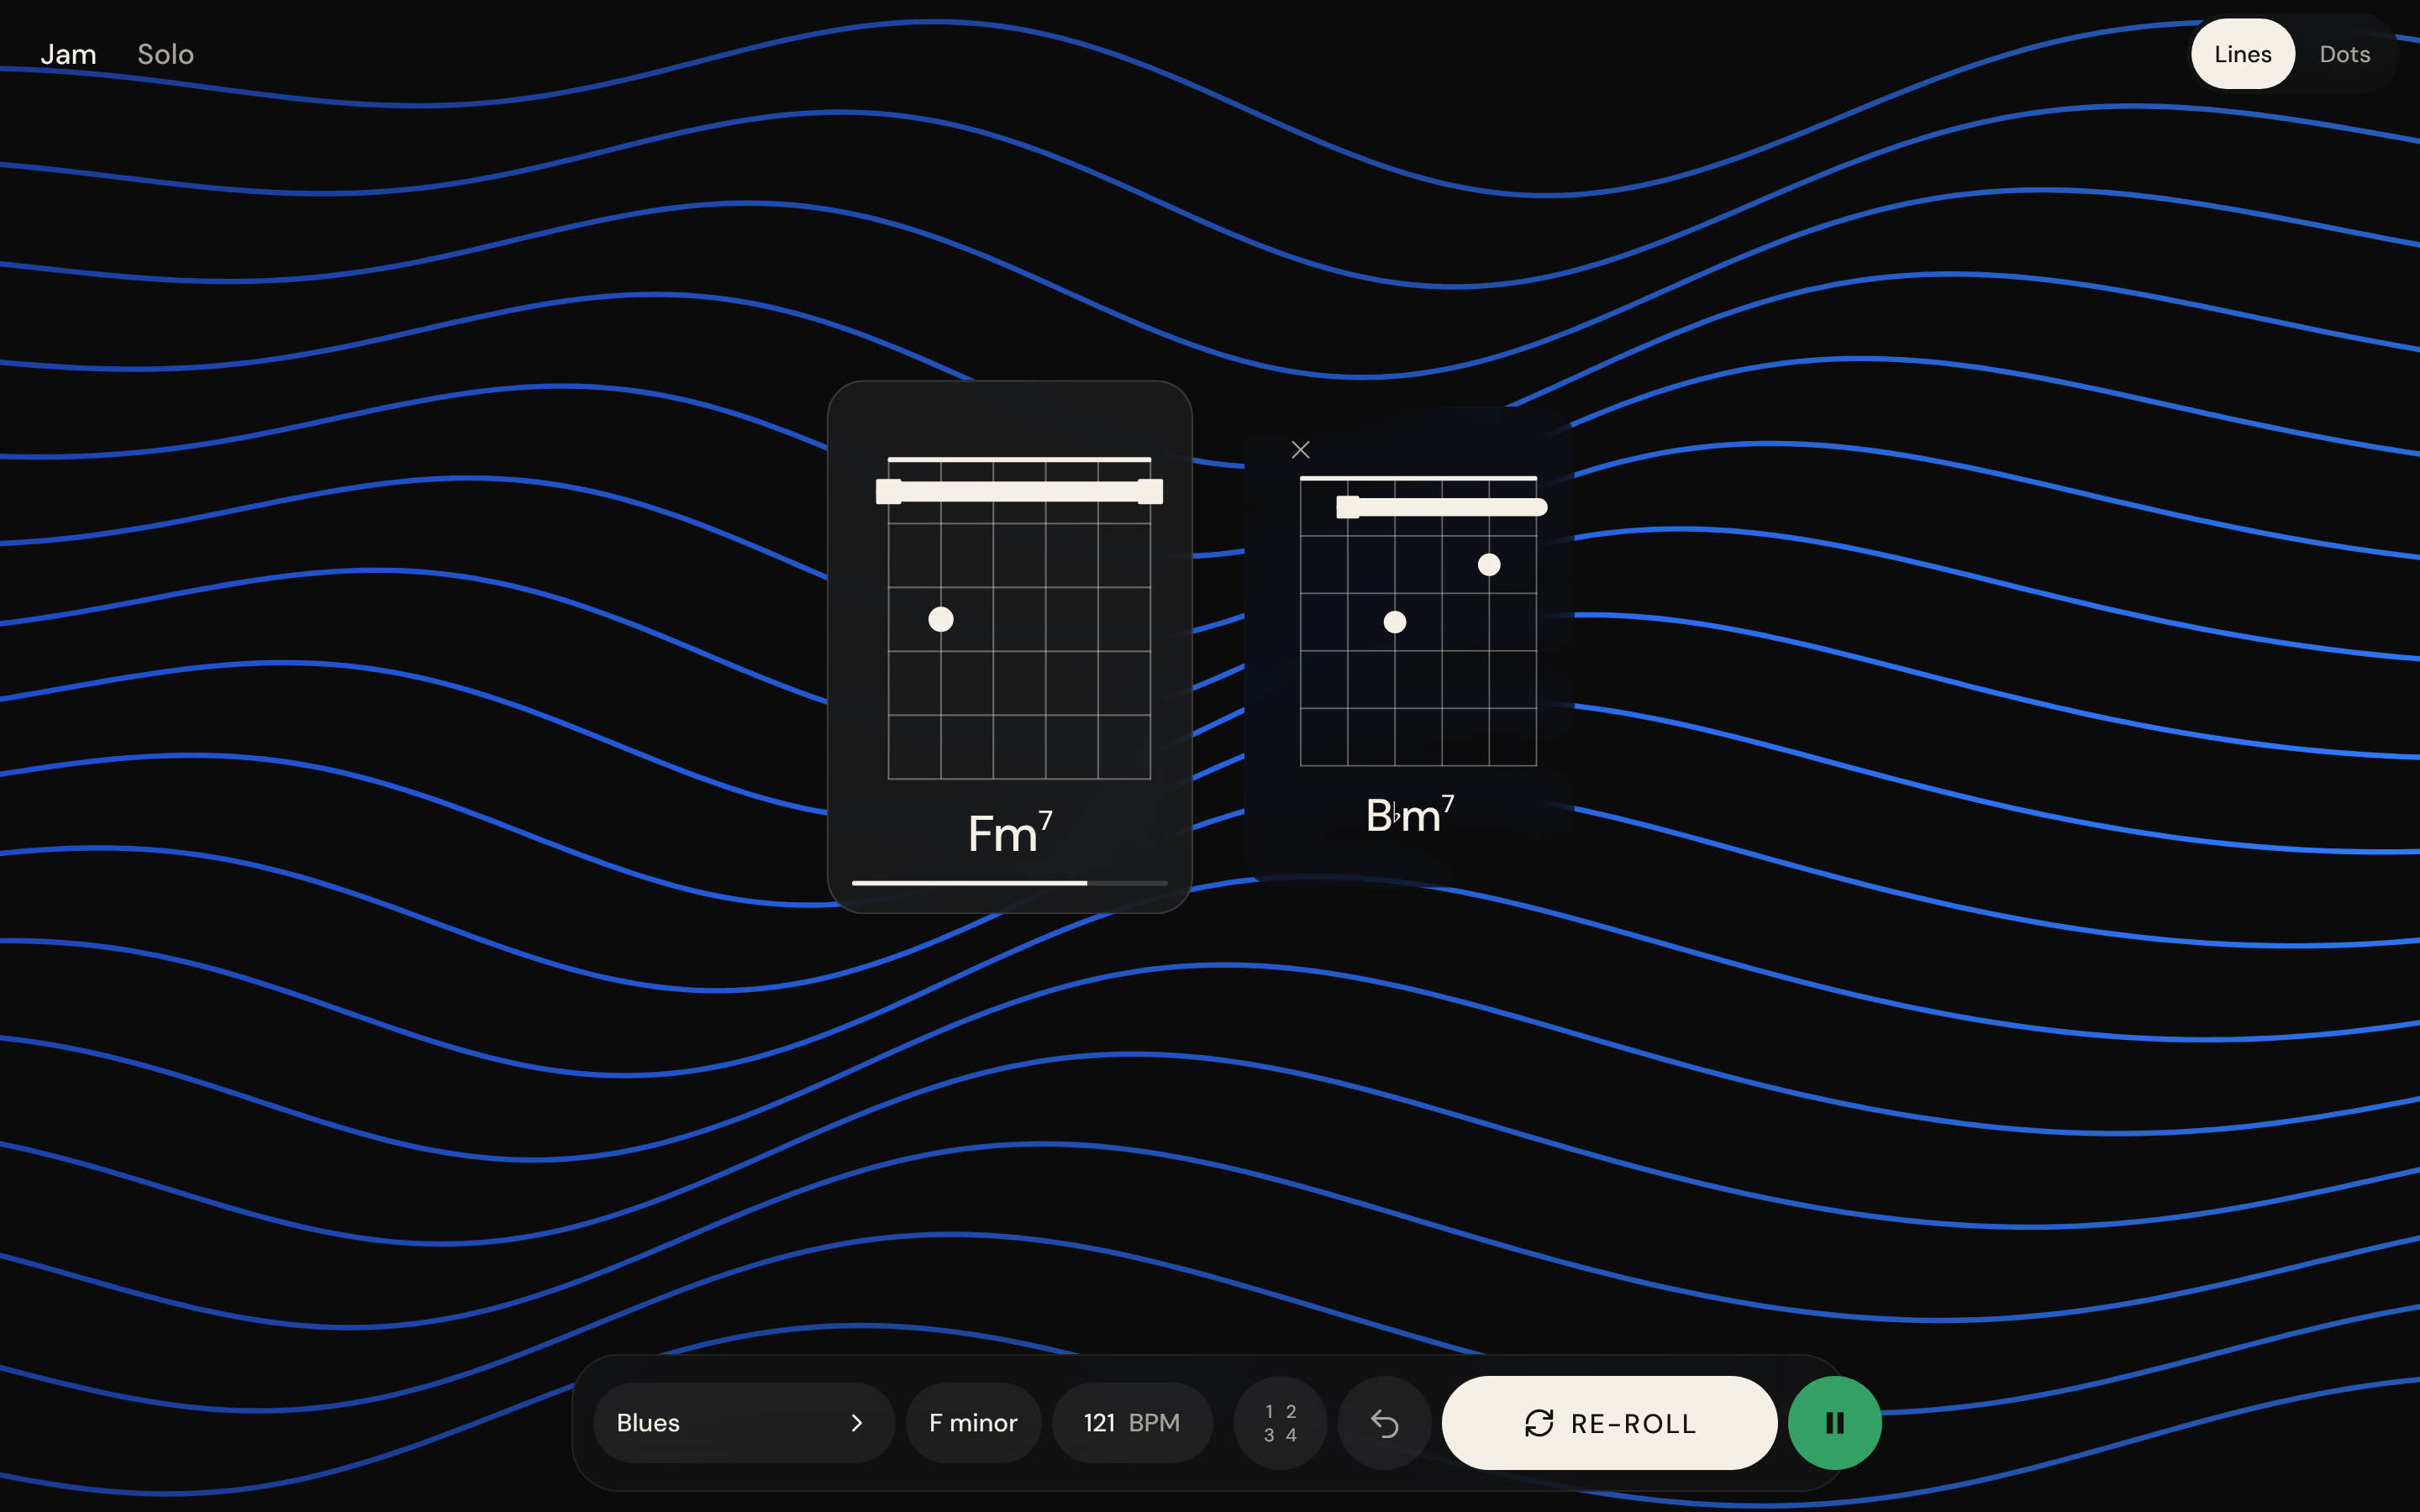 Jam Solo
Lines Dots
Fm7
B♭m7
Blues
F minor
121 BPM
1 2
3 4
RE-ROLL